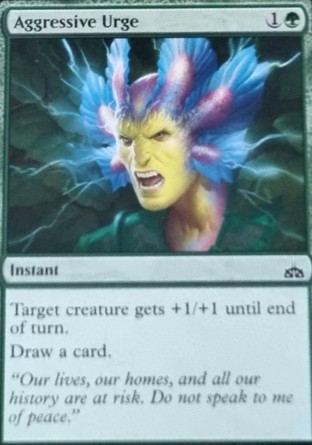 Aggressive Urge 1
Instant
Target creature gets +1/+1 until end
of turn.
Draw a card.
"Our lives, our homes, and all our
history are at risk. Do not speak to me
of peace."